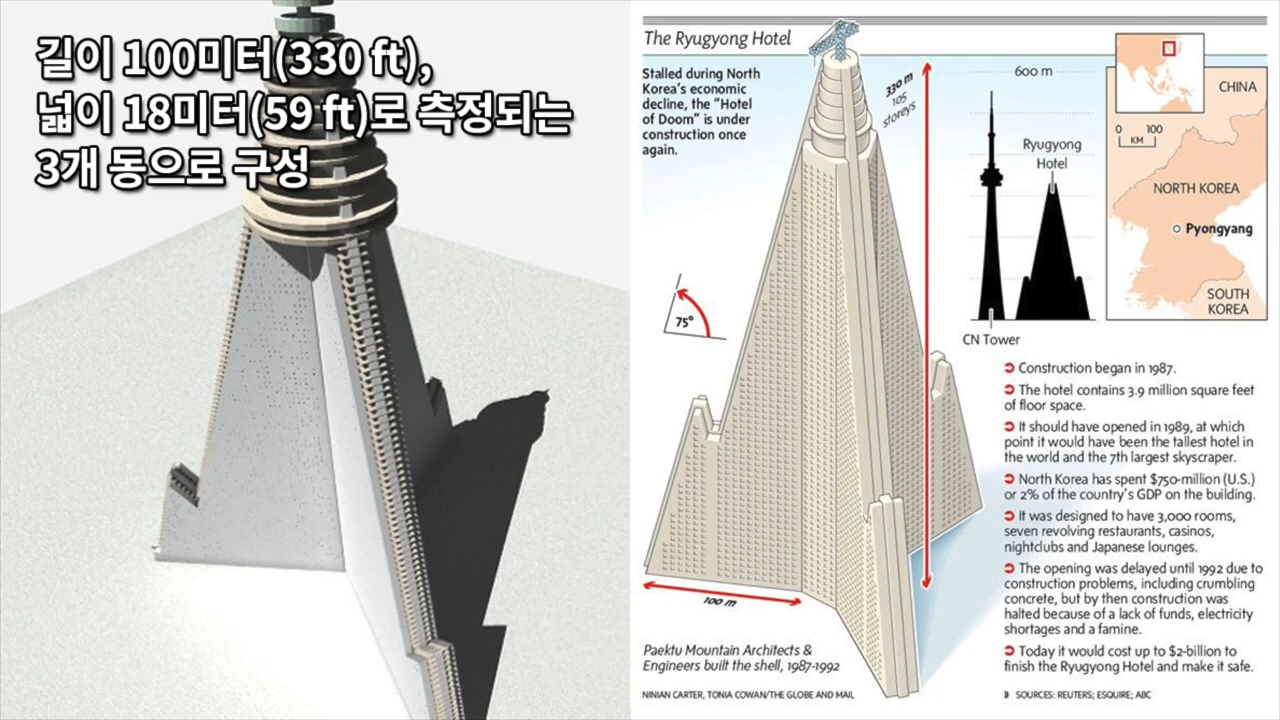 길이 100미터(330 ft),
넓이 18미터(59 ft)로 측정되는
3개 동으로 구성
The Ryugyong Hotel
Stalled during North
Korea's economic
decline, the "Hotel
of Doom" is under
construction once
again.
330 m
105
storeys
75°
100 m
Paektu Mountain Architects &
Engineers built the shell, 1987-1992
NINIAN CARTER, TONIA COWAN/THE GLOBE AND MAIL
600 m
Ryugyong
Hotel
CN Tower
0 100
KM
CHINA
NORTH KOREA
Pyongyang
SOUTH
KOREA
➲ Construction began in 1987.
➲ The hotel contains 3.9 million square feet
of floor space.
➲ It should have opened in 1989, at which
point it would have been the tallest hotel in
the world and the 7th largest skyscraper.
➲ North Korea has spent $750-million (U.S.)
or 2% of the country's GDP on the building.
➲ It was designed to have 3,000 rooms,
seven revolving restaurants, casinos,
nightclubs and Japanese lounges.
➲ The opening was delayed until 1992 due to
construction problems, including crumbling
concrete, but by then construction was
halted because of a lack of funds, electricity
shortages and a famine.
➲ Today it would cost up to $2-billion to
finish the Ryugyong Hotel and make it safe.
» SOURCES: REUTERS; ESQUIRE; ABC